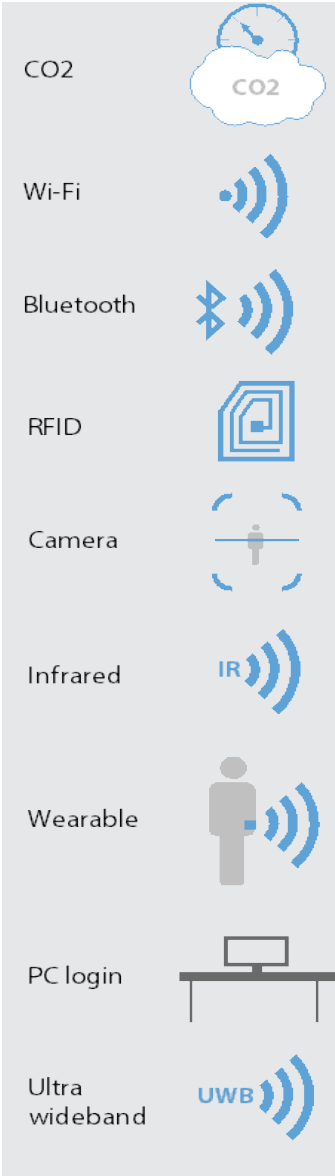 CO2
CO2
Wi-Fi
Bluetooth
RFID
Camera
Infrared
IR
Wearable
PC login
Ultra
wideband
UWB